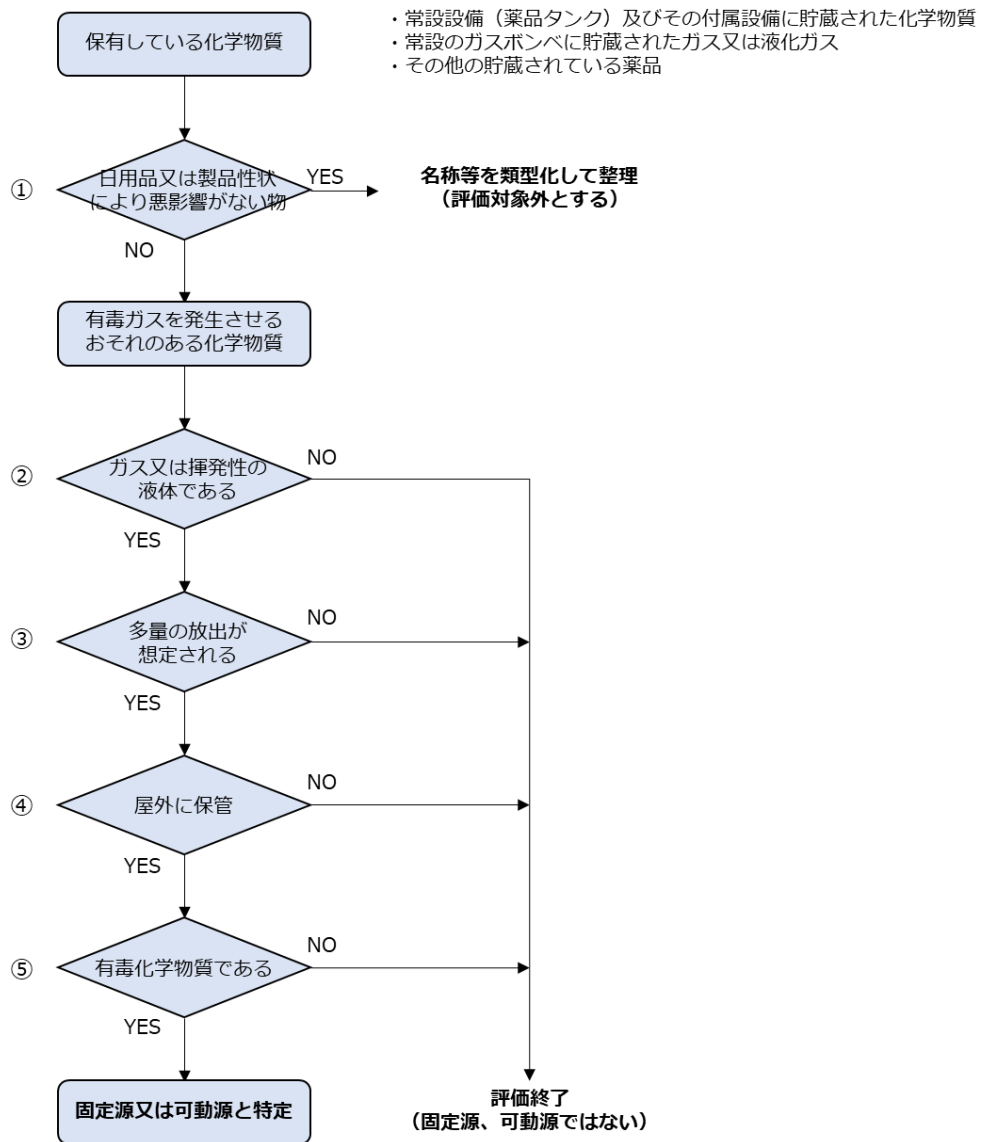 保有している化学物質
・常設設備（薬品タンク）及びその付属設備に貯蔵された化学物質
・常設のガスボンベに貯蔵されたガス又は液化ガス
・その他の貯蔵されている薬品
①
日用品又は製品性状
により悪影響がない物
YES
名称等を類型化して整理
（評価対象外とする）
NO
有毒ガスを発生させる
おそれのある化学物質
②
ガス又は揮発性の
液体である
NO
YES
③
多量の放出が
想定される
NO
YES
④
屋外に保管
NO
YES
⑤
有毒化学物質である
NO
YES
固定源又は可動源と特定
評価終了
（固定源、可動源ではない）